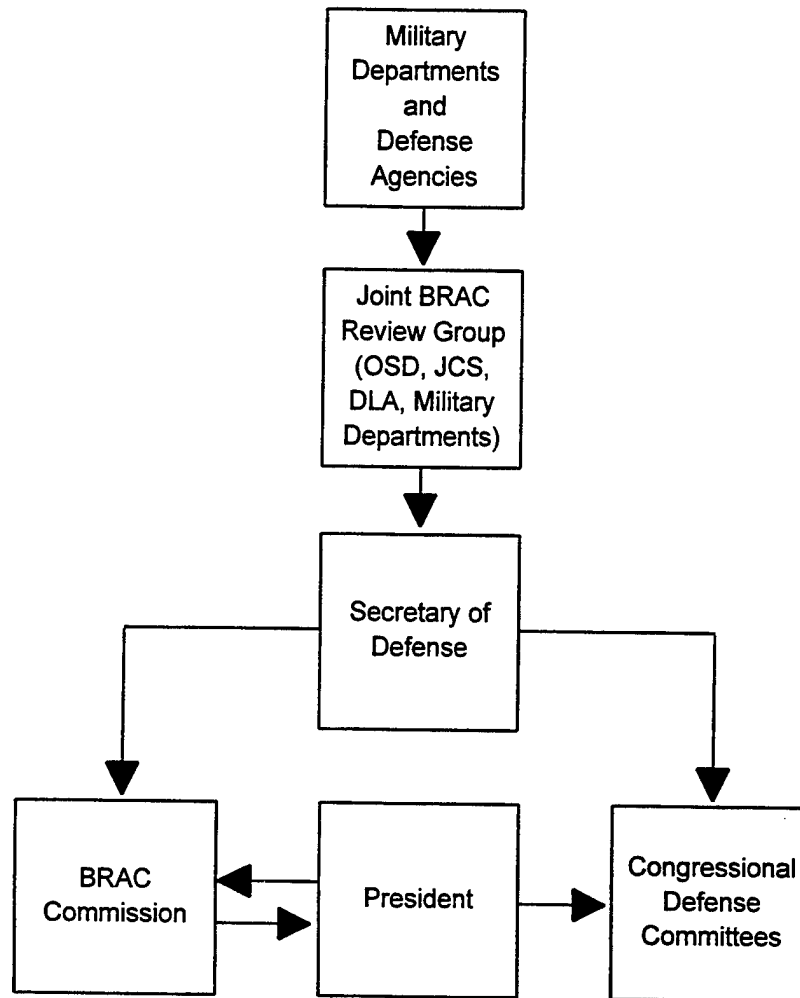 Military
Departments
and
Defense
Agencies
Joint BRAC
Review Group
(OSD, JCS,
DLA, Military
Departments)
Secretary of
Defense
BRAC
Commission
President
Congressional
Defense
Committees